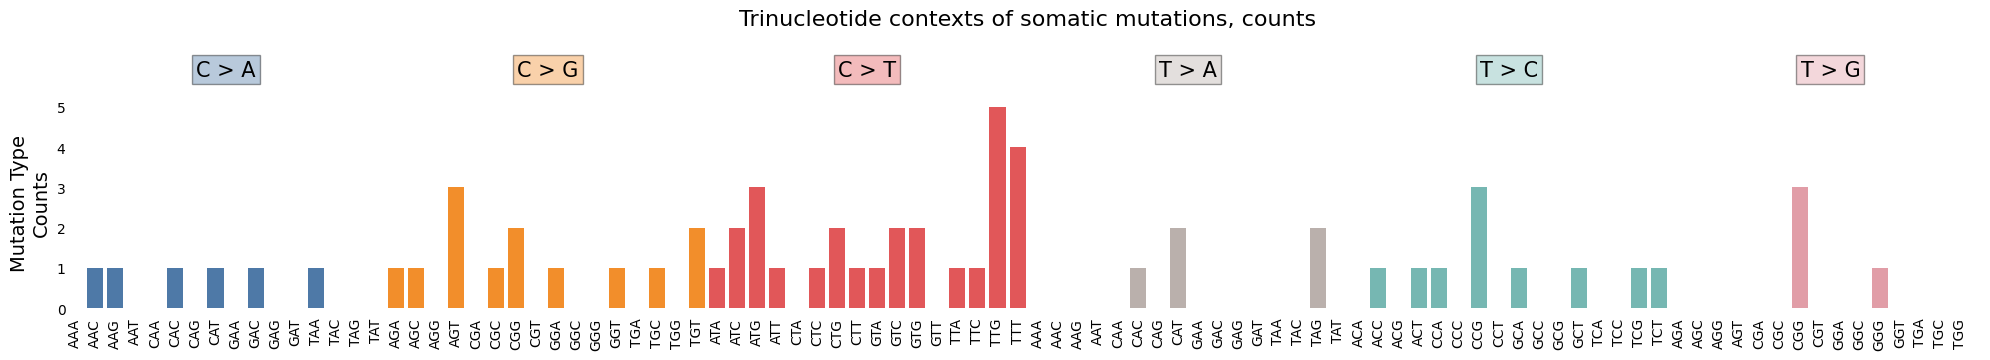 Trinucleotide contexts of somatic mutations, counts
C > A C > G C > T T > A T > C T > G
Mutation Type
Counts
5
4
3
2
1
0
AAA AAC AAG AAT CAA CAC CAG CAT GAA GAC GAG GAT TAA TAC TAG TAT AGA AGC AGG AGT CGA CGC CGG CGT GGA GGC GGG GGT TGA TGC TGG TGT ATA ATC ATG ATT CTA CTC CTG CTT GTA GTC GTG GTT TTA TTC TTG TTT AAA AAC AAG AAT CAA CAC CAG CAT GAA GAC GAG GAT TAA TAC TAG TAT ACA ACC ACG ACT CCA CCC CCG CCT GCA GCC GCG GCT TCA TCC TCG TCT AGA AGC AGG AGT CGA CGC CGG CGT GGA GGC GGG GGT TGA TGC TGG